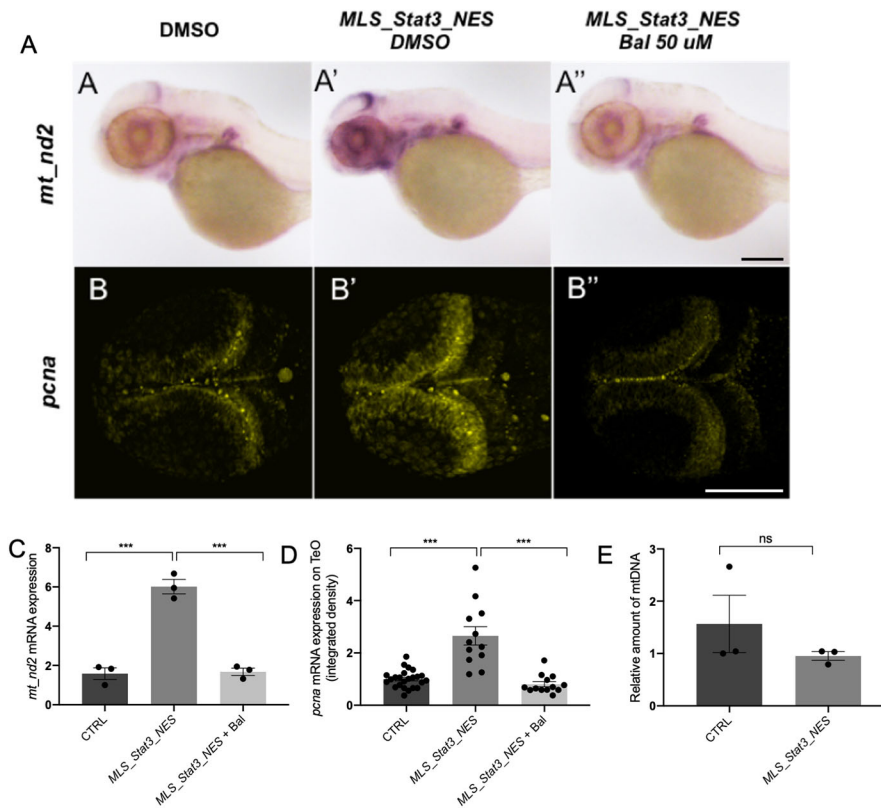 A
DMSO
MLS_Stat3_NES
DMSO
MLS_Stat3_NES
Bal 50 uM
mt_nd2
A
A'
A"
pcna
B
B'
B"
C
mt_nd2 mRNA expression
8
6
4
2
0
***
***
CTRL
MLS_Stat3_NES
MLS_Stat3_NES + Bal
D
pcna mRNA expression on TeO
(integrated density)
6
4
2
0
***
***
CTRL
MLS_Stat3_NES
MLS_Stat3_NES + Bal
E
Relative amount of mtDNA
3
2
1
0
ns
CTRL
MLS_Stat3_NES